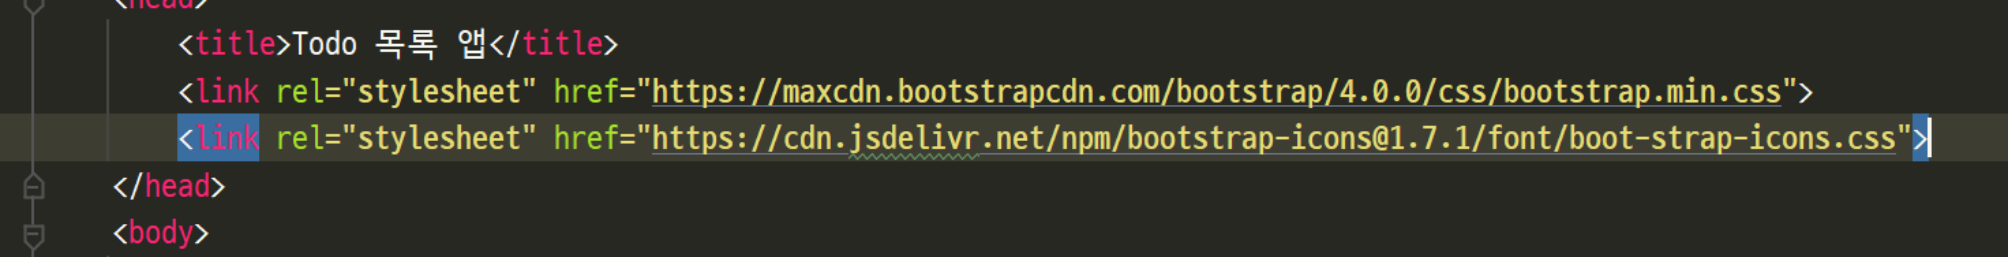 <head>
<title>Todo 목록 앱</title>
<link rel="stylesheet" href="https://maxcdn.bootstrapcdn.com/bootstrap/4.0.0/css/bootstrap.min.css">
<link rel="stylesheet" href="https://cdn.jsdelivr.net/npm/bootstrap-icons@1.7.1/font/boot-strap-icons.css">
</head>
<body>